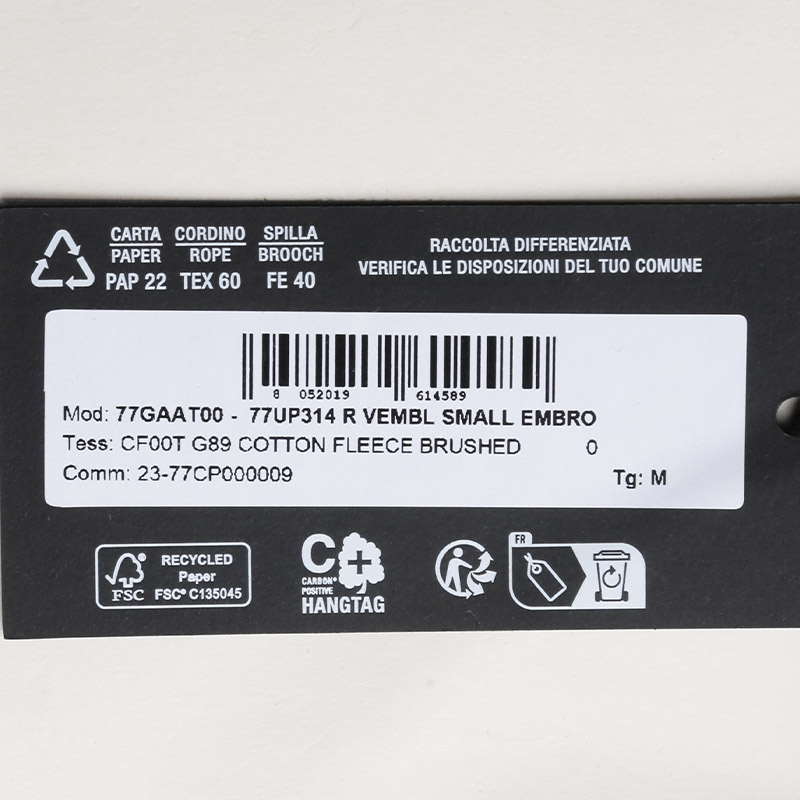 CARTA CORDINO SPILLA
PAPER ROPE BROOCH
PAP 22 TEX 60 FE 40
RACCOLTA DIFFERENZIATA
VERIFICA LE DISPOSIZIONI DEL TUO COMUNE
8 052019 614589
Mod: 77GAAT00 - 77UP314 R VEMBL SMALL EMBRO
Tess: CF00T G89 COTTON FLEECE BRUSHED 0
Comm: 23-77CP000009
Tg: M
FSC
RECYCLED
Paper
FSC® C135045
C+
CARBON®
POSITIVE
HANGTAG
FR